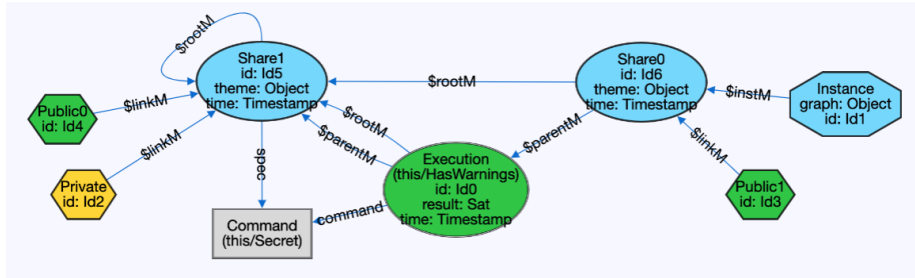 $rootM
Share1
id: Id5
theme: Object
time: Timestamp
Share0
id: Id6
theme: Object
time: Timestamp
$rootM
$instM
Instance
graph: Object
id: Id1
Public0
id: Id4
$linkM
$linkM
$rootM
$parentM
$parentM
$linkM
spec
Execution
(this/HasWarnings)
id: Id0
result: Sat
time: Timestamp
Private
id: Id2
Public1
id: Id3
command
Command
(this/Secret)